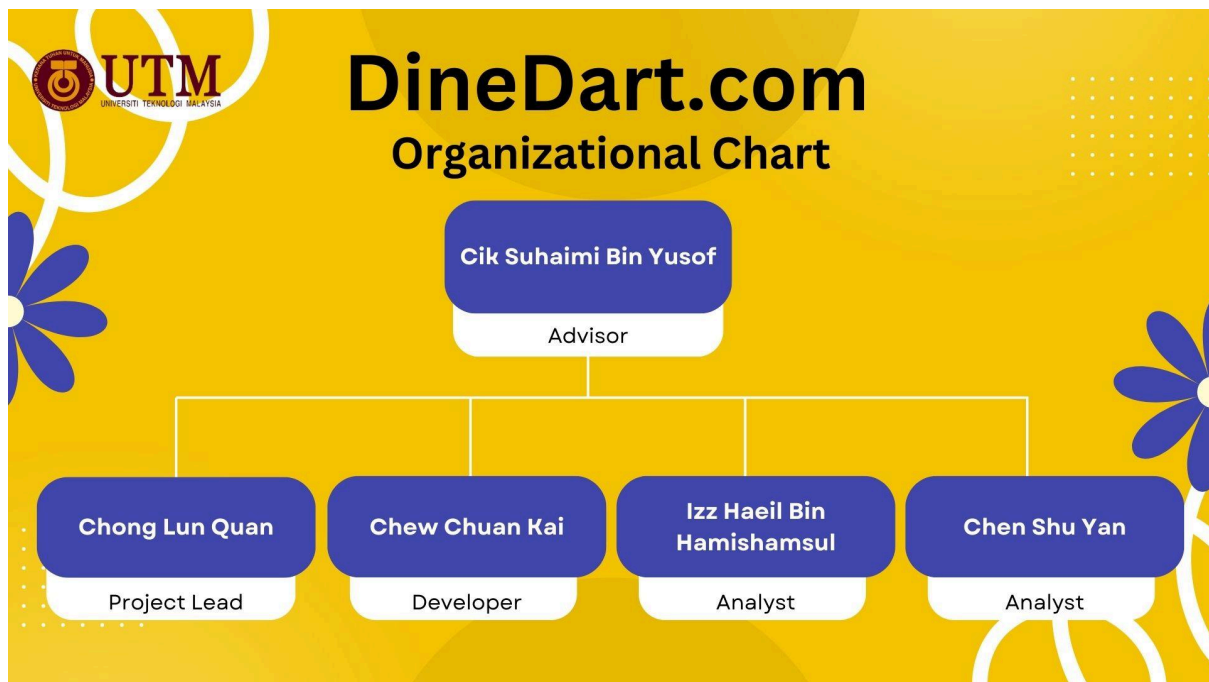 UTM
UNIVERSITI TEKNOLOGI MALAYSIA
DineDart.com
Organizational Chart
Cik Suhaimi Bin Yusof
Advisor
Chong Lun Quan
Project Lead
Chew Chuan Kai
Developer
Izz Haeil Bin
Hamishamsul
Analyst
Chen Shu Yan
Analyst